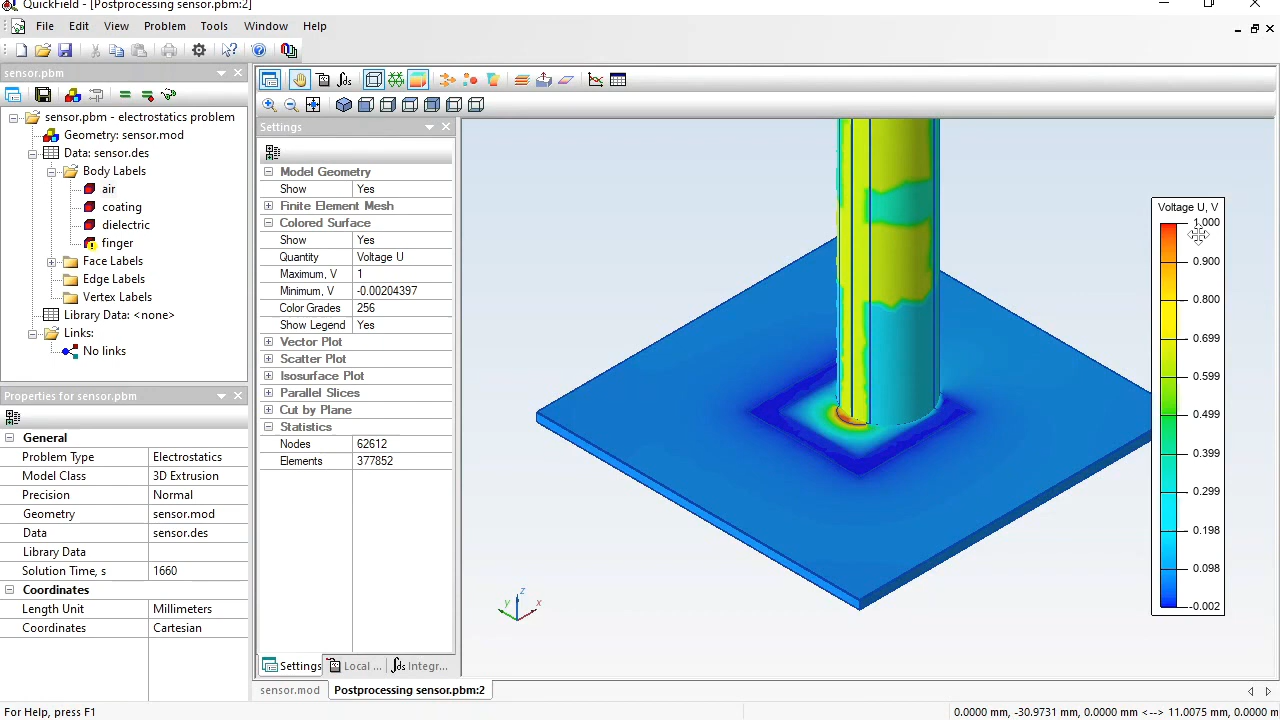 QuickField - [Postprocessing sensor.pbm:2]
File Edit View Problem Tools Window Help
sensor.pbm
sensor.pbm - electrostatics problem
Geometry: sensor.mod
Data: sensor.des
Body Labels
air
coating
dielectric
finger
Face Labels
Edge Labels
Vertex Labels
Library Data: <none>
Links:
No links
Properties for sensor.pbm
General
Problem Type Electrostatics
Model Class 3D Extrusion
Precision Normal
Geometry sensor.mod
Data sensor.des
Library Data
Solution Time, s 1660
Coordinates
Length Unit Millimeters
Coordinates Cartesian
Settings
Model Geometry
Show Yes
Finite Element Mesh
Colored Surface
Show Yes
Quantity Voltage U
Maximum, V 1
Minimum, V -0.00204397
Color Grades 256
Show Legend Yes
Vector Plot
Scatter Plot
Isosurface Plot
Parallel Slices
Cut by Plane
Statistics
Nodes 62612
Elements 377852
Settings Local ... Integr...
Voltage U, V
1.000
0.900
0.800
0.699
0.599
0.499
0.399
0.299
0.198
0.098
-0.002
z
y x
sensor.mod Postprocessing sensor.pbm:2
For Help, press F1
0.0000 mm, -30.9731 mm, 0.0000 mm <--> 11.0075 mm, 0.0000 m